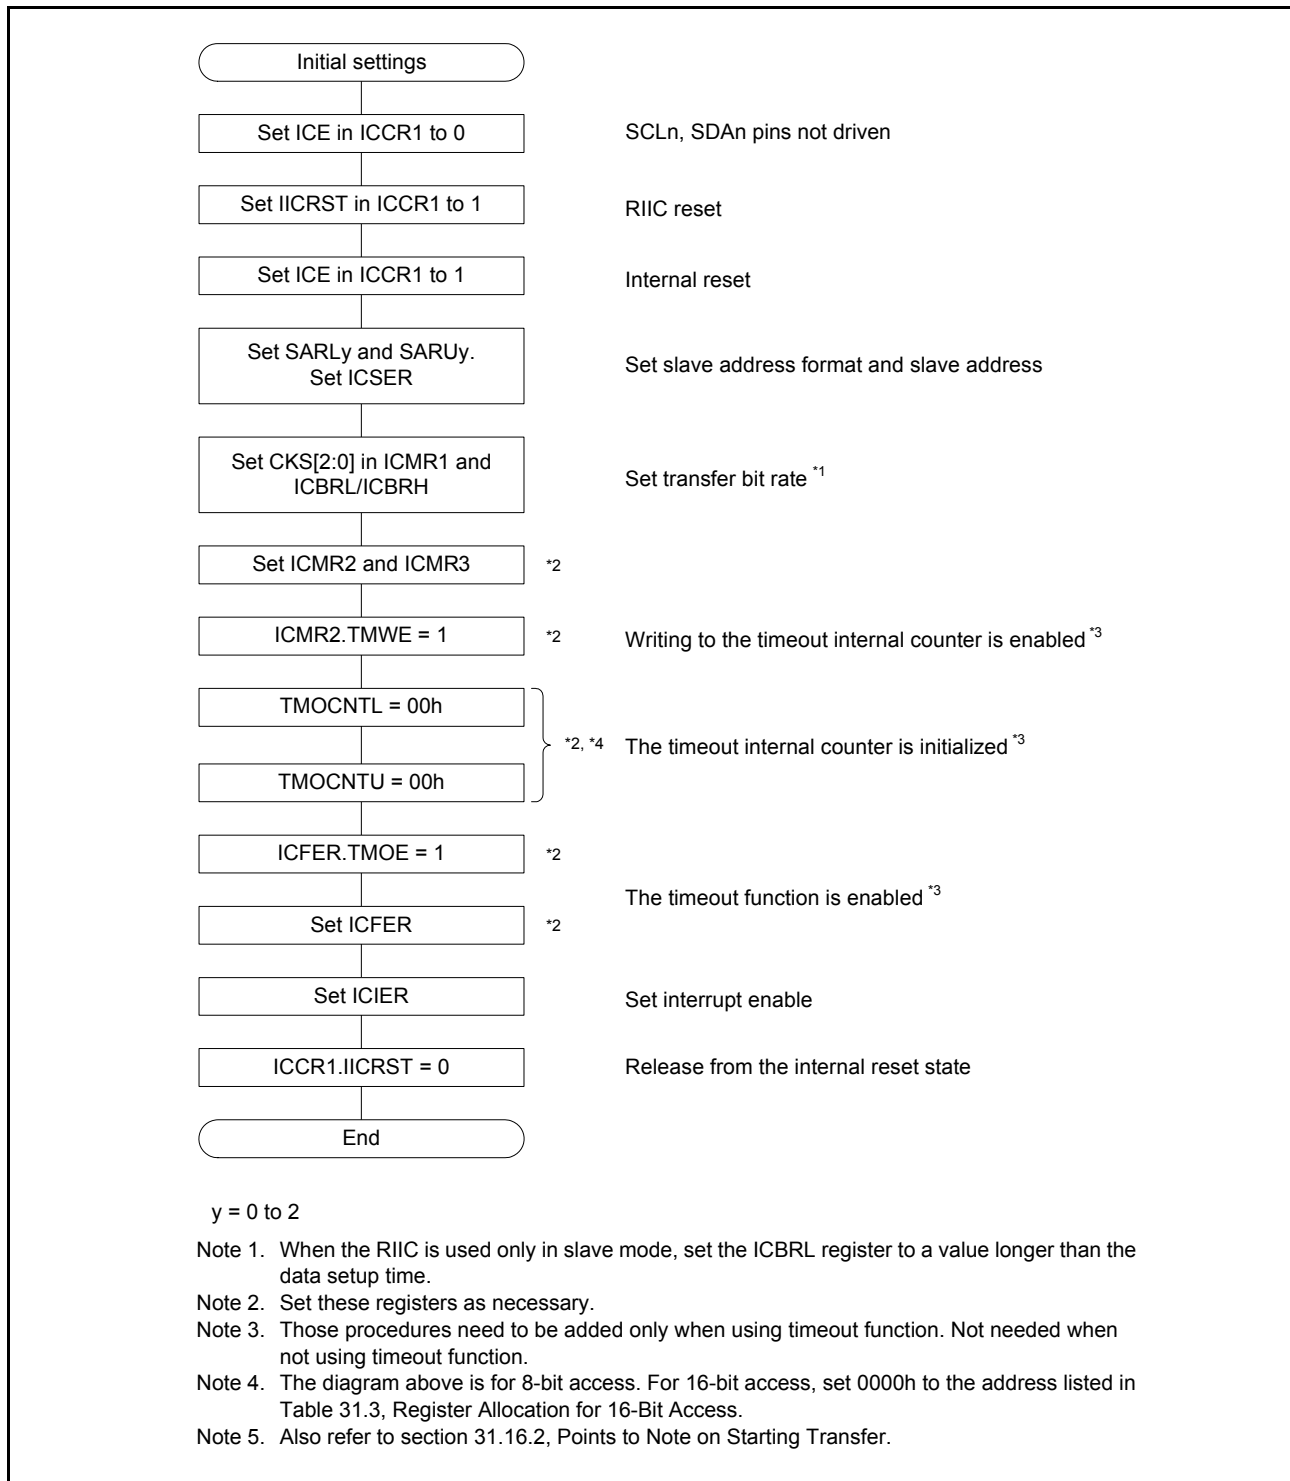 Initial settings
Set ICE in ICCR1 to 0
SCLn, SDAn pins not driven
Set IICRST in ICCR1 to 1
RIIC reset
Set ICE in ICCR1 to 1
Internal reset
Set SARLy and SARUy.
Set ICSER
Set slave address format and slave address
Set CKS[2:0] in ICMR1 and
ICBRL/ICBRH
Set transfer bit rate *1
Set ICMR2 and ICMR3
*2
ICMR2.TMWE = 1
*2
Writing to the timeout internal counter is enabled *3
TMOCNTL = 00h
*2, *4
The timeout internal counter is initialized *3
TMOCNTU = 00h
ICFER.TMOE = 1
*2
The timeout function is enabled *3
Set ICFER
*2
Set ICIER
Set interrupt enable
ICCR1.IICRST = 0
Release from the internal reset state
End
y = 0 to 2
Note 1. When the RIIC is used only in slave mode, set the ICBRL register to a value longer than the
data setup time.
Note 2. Set these registers as necessary.
Note 3. Those procedures need to be added only when using timeout function. Not needed when
not using timeout function.
Note 4. The diagram above is for 8-bit access. For 16-bit access, set 0000h to the address listed in
Table 31.3, Register Allocation for 16-Bit Access.
Note 5. Also refer to section 31.16.2, Points to Note on Starting Transfer.